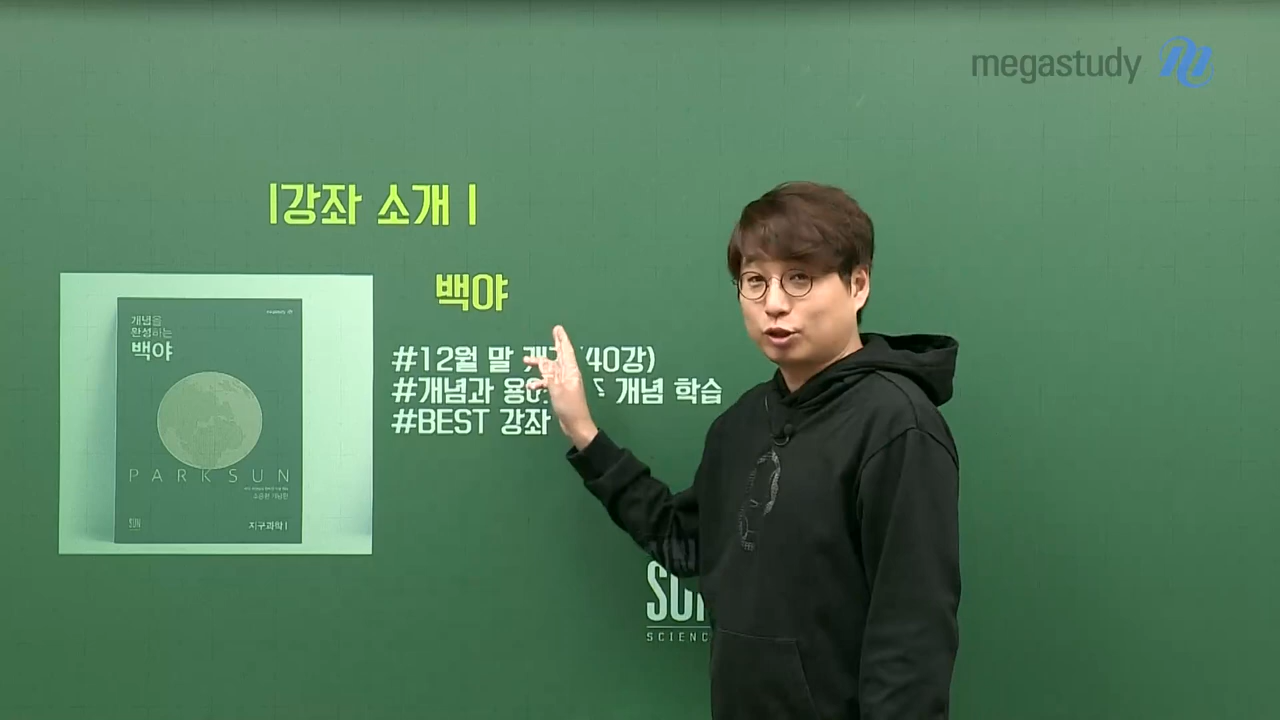 megastudy
|강좌 소개 |
백야
#12월 말 (40강)
#개념과 개념 학습
#BEST 강좌
개념을
완성하는
백야
PARKSUN
지구과학Ⅰ
SUN
SCIENC